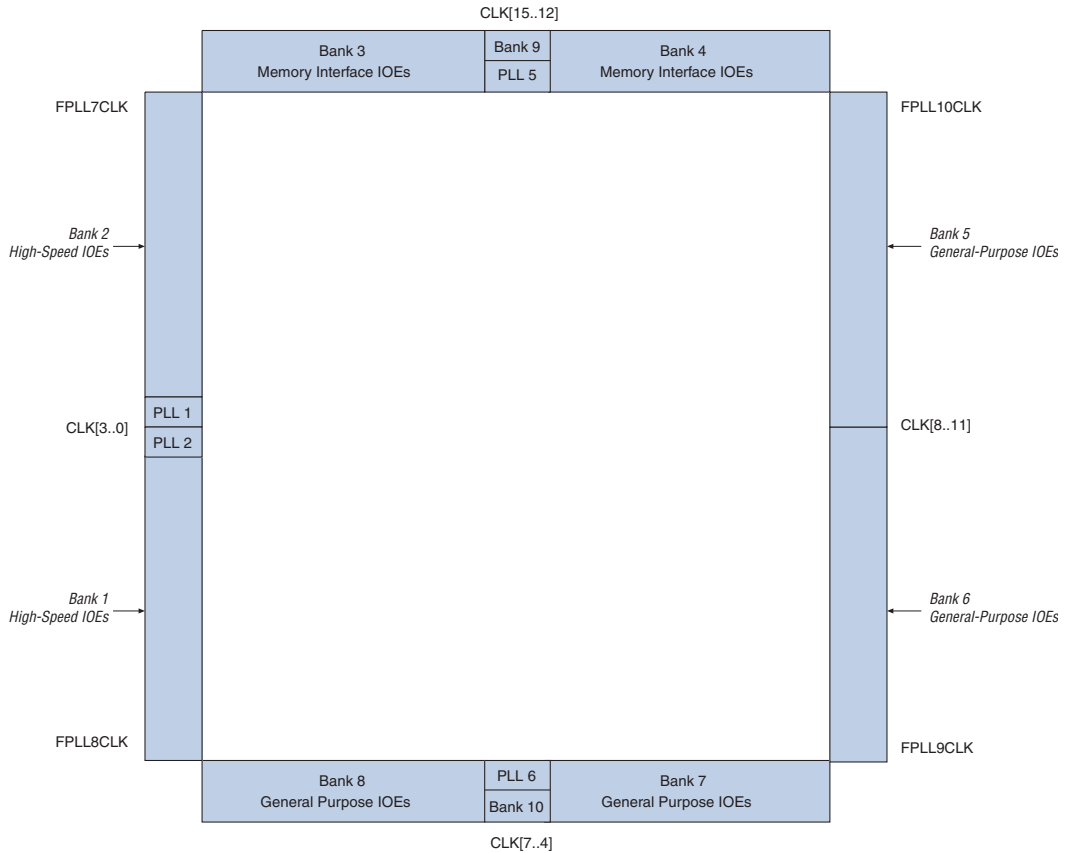 CLK[15..12]
Bank 3
Memory Interface IOEs
Bank 9
PLL 5
Bank 4
Memory Interface IOEs
FPLL7CLK
FPLL10CLK
Bank 2
High-Speed IOEs
Bank 5
General-Purpose IOEs
PLL 1
CLK[3..0]
PLL 2
CLK[8..11]
Bank 1
High-Speed IOEs
Bank 6
General-Purpose IOEs
FPLL8CLK
FPLL9CLK
Bank 8
General Purpose IOEs
PLL 6
Bank 10
Bank 7
General Purpose IOEs
CLK[7..4]